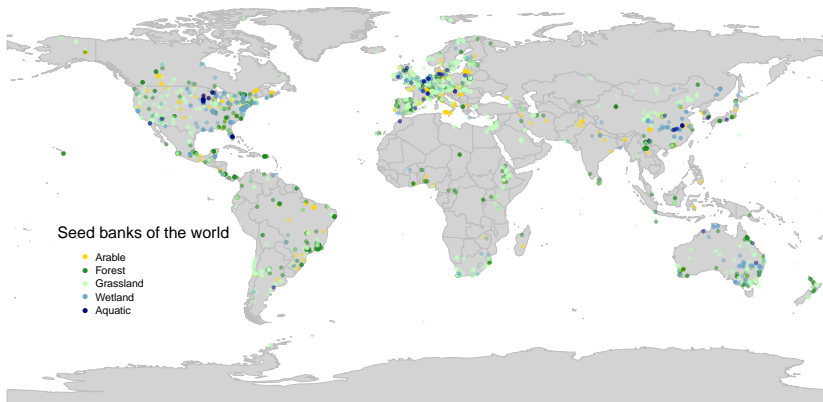 Seed banks of the world
Arable
Forest
Grassland
Wetland
Aquatic